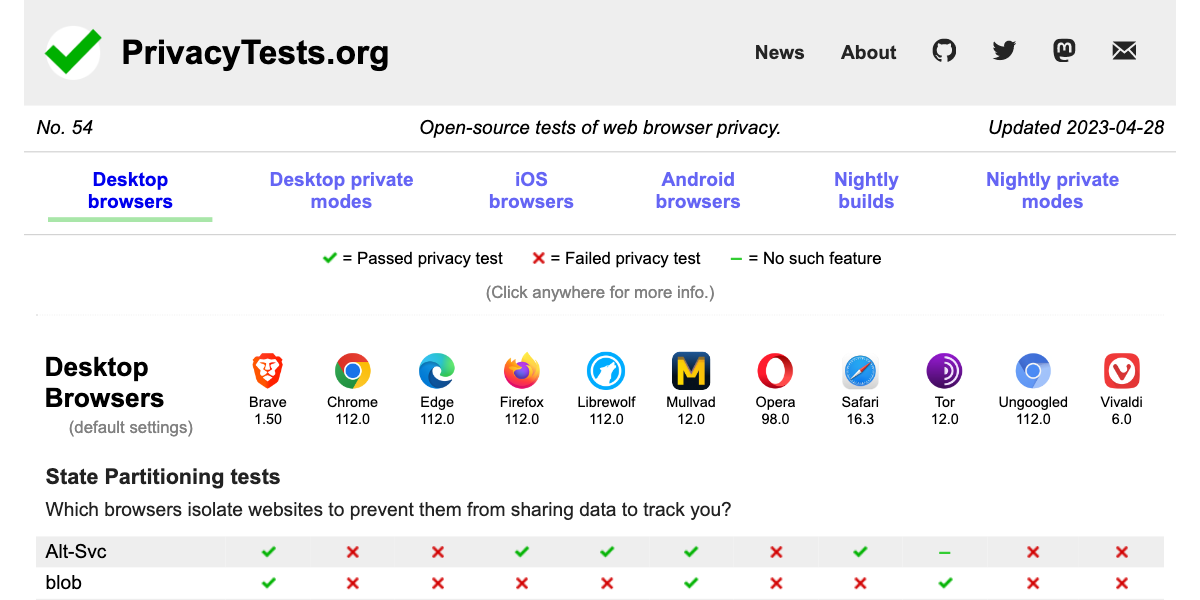 PrivacyTests.org News About
No. 54 Open-source tests of web browser privacy. Updated 2023-04-28
Desktop browsers Desktop private modes iOS browsers Android browsers Nightly builds Nightly private modes
✔ = Passed privacy test ✖ = Failed privacy test – = No such feature
(Click anywhere for more info.)
Desktop Browsers
(default settings)
Brave Chrome Edge Firefox Librewolf Mullvad Opera Safari Tor Ungoogled Vivaldi
1.50 112.0 112.0 112.0 112.0 12.0 98.0 16.3 12.0 112.0 6.0
State Partitioning tests
Which browsers isolate websites to prevent them from sharing data to track you?
Alt-Svc ✔ ✖ ✖ ✔ ✔ ✔ ✖ ✔ – ✖ ✖
blob ✔ ✖ ✖ ✖ ✖ ✔ ✖ ✖ ✔ ✖ ✖